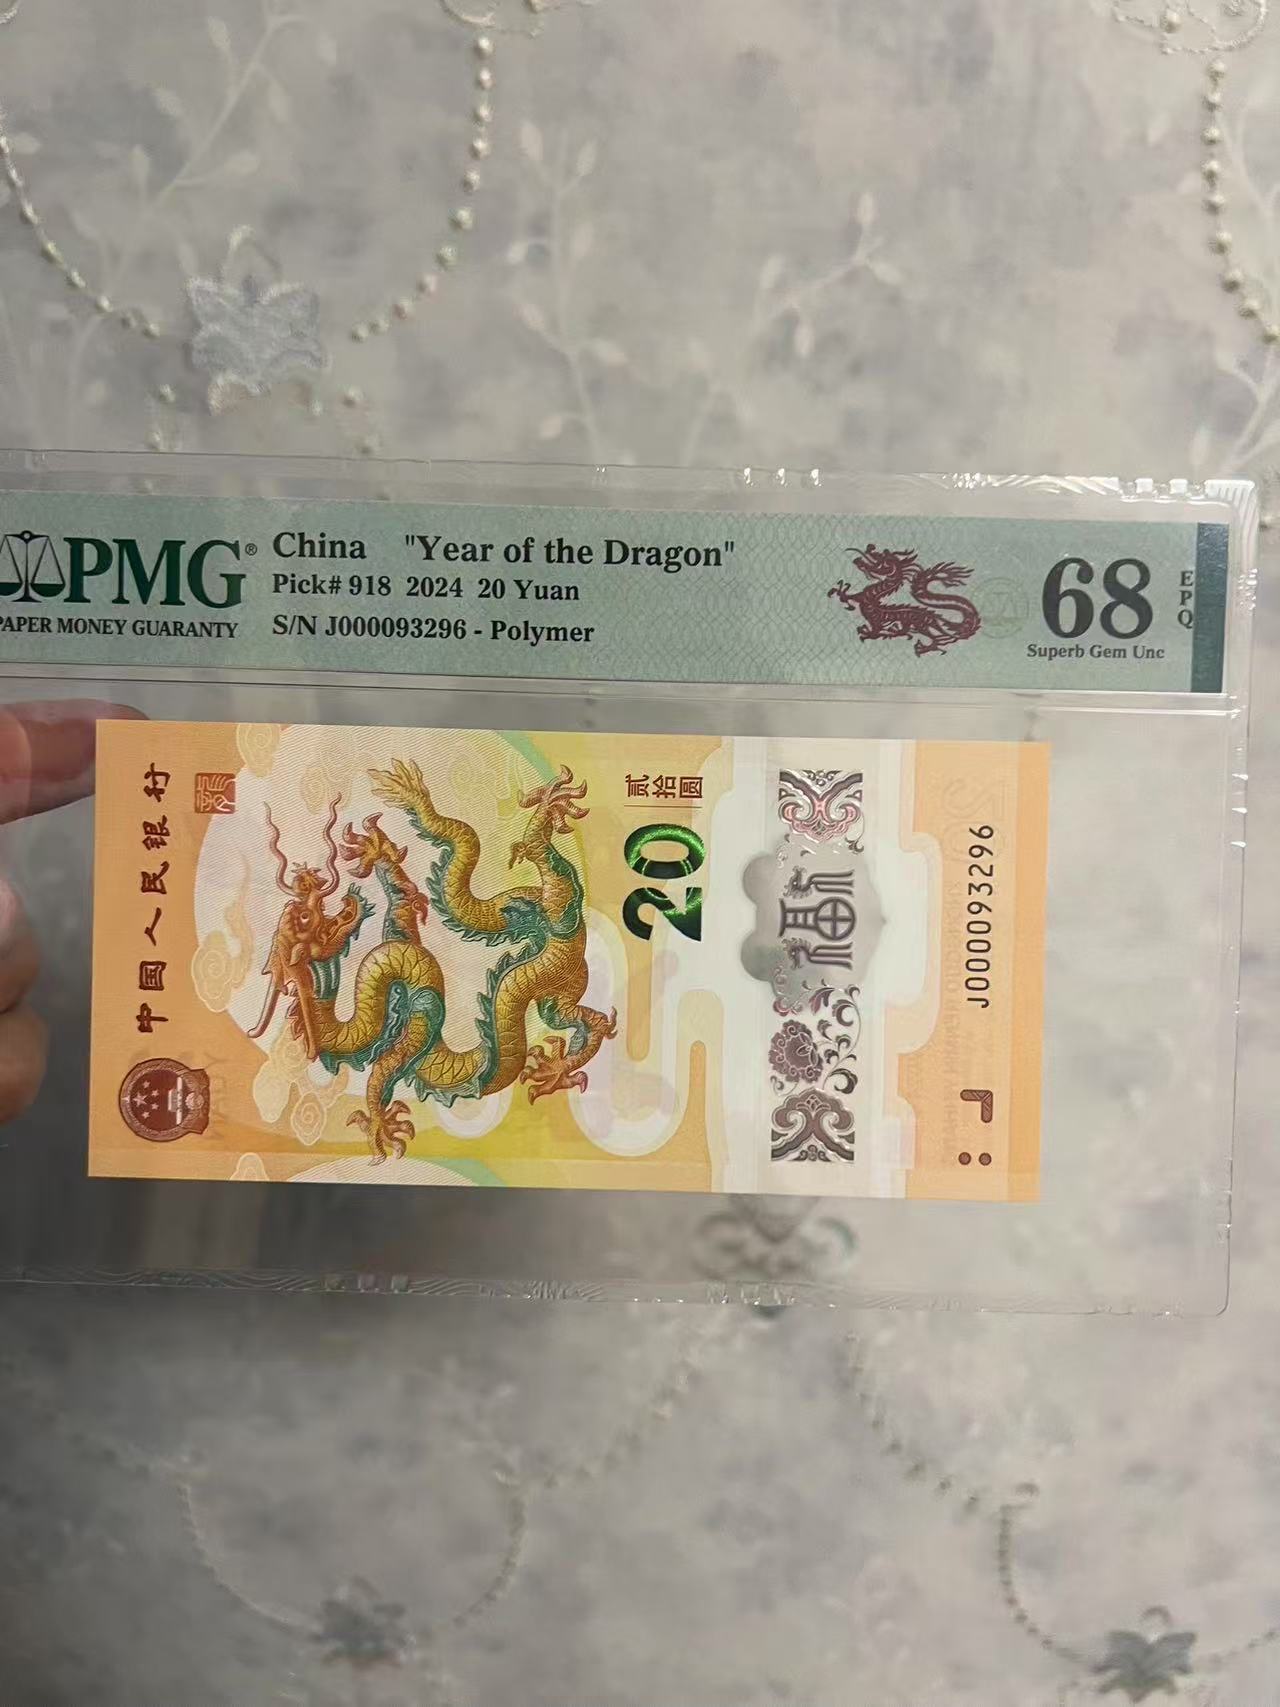 PMG®
PAPER MONEY GUARANTY
China "Year of the Dragon"
Pick# 918 2024 20 Yuan
S/N J000093296 - Polymer
68
EPQ
Superb Gem Unc
中国人民银行
贰拾圆
20
J000093296